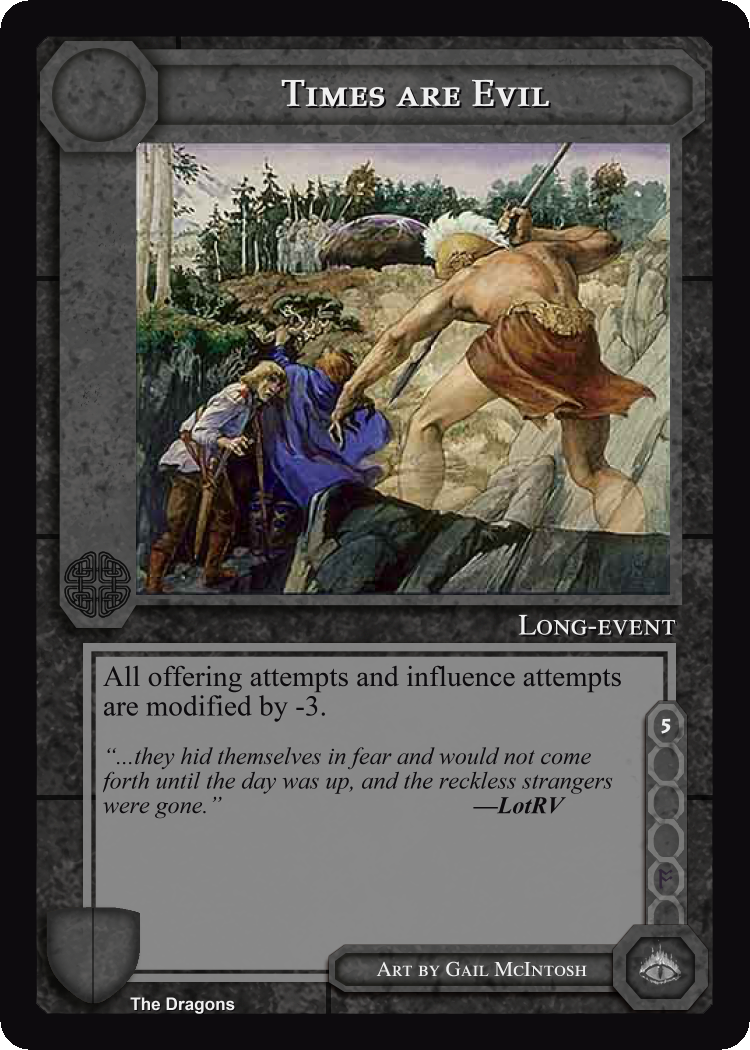 Times are Evil
Long-event
All offering attempts and influence attempts
are modified by -3.
“...they hid themselves in fear and would not come
forth until the day was up, and the reckless strangers
were gone.” —LotRV
5
Art by Gail McIntosh
The Dragons